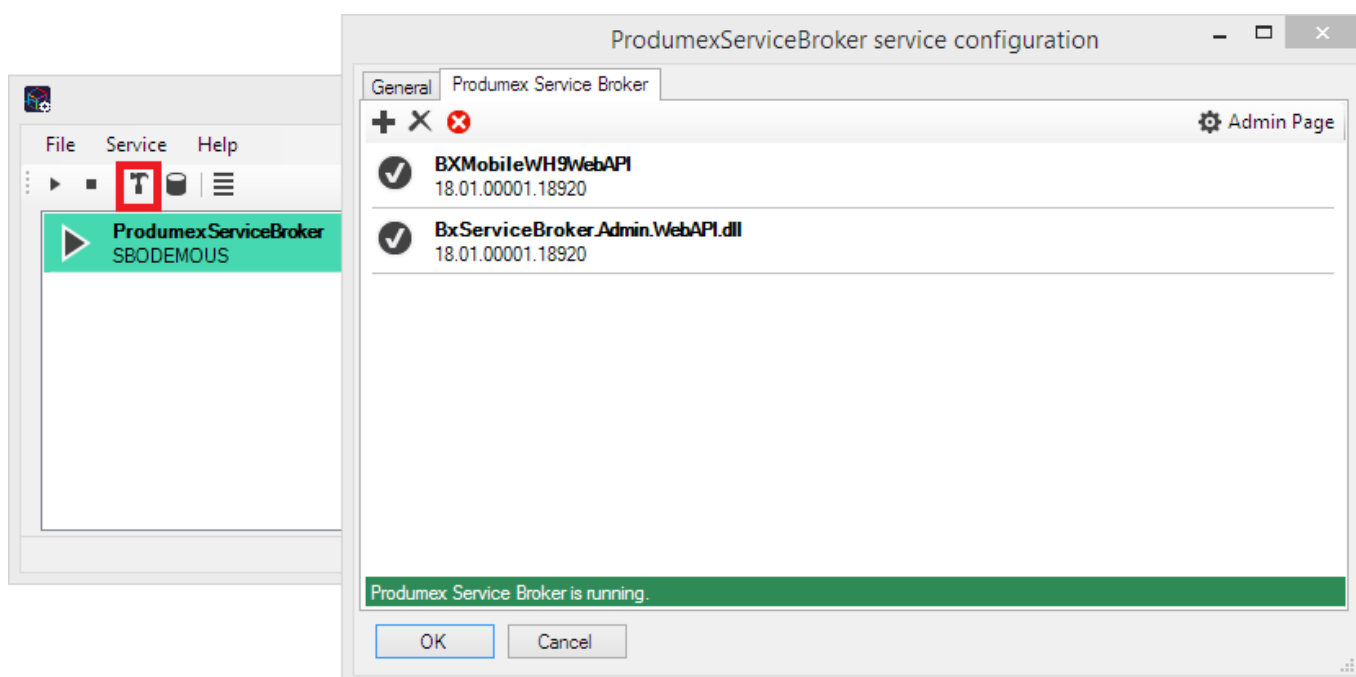 ProdumexServiceBroker service configuration
General
Produmex Service Broker
Admin Page
File
Service
Help
BXMobileWH9WebAPI
18.01.00001.18920
ProdumexServiceBroker
SBODEMOUS
BxServiceBroker.Admin.WebAPI.dll
18.01.00001.18920
Produmex Service Broker is running.
OK
Cancel